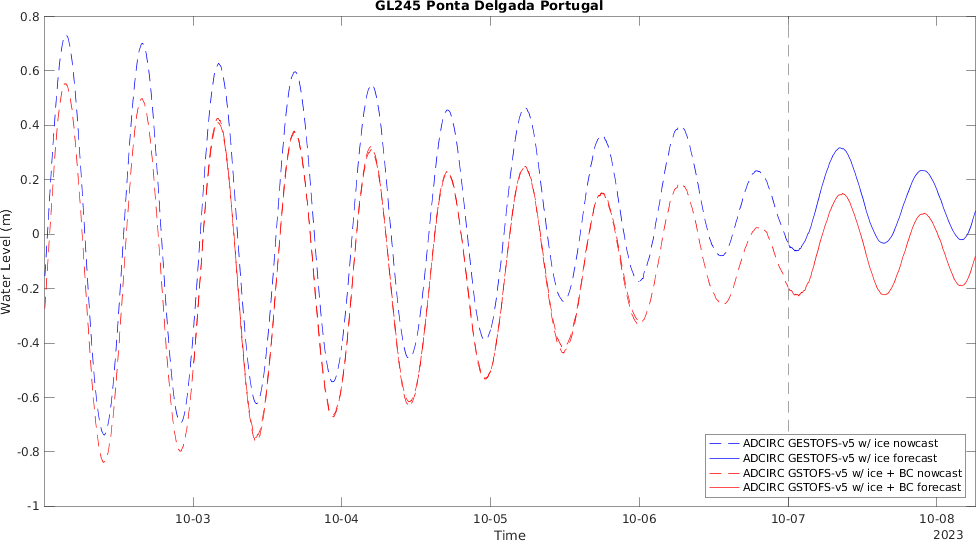 GL245 Ponta Delgada Portugal
0.8
0.6
0.4
0.2
0
-0.2
-0.4
-0.6
-0.8
-1
Water Level (m)
10-03
10-04
10-05
10-06
10-07
10-08
Time
2023
ADCIRC GESTOFS-v5 w/ ice nowcast
ADCIRC GESTOFS-v5 w/ ice forecast
ADCIRC GSTOFS-v5 w/ ice + BC nowcast
ADCIRC GSTOFS-v5 w/ ice + BC forecast